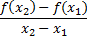 f(x₂) − f(x₁)
x₂ − x₁